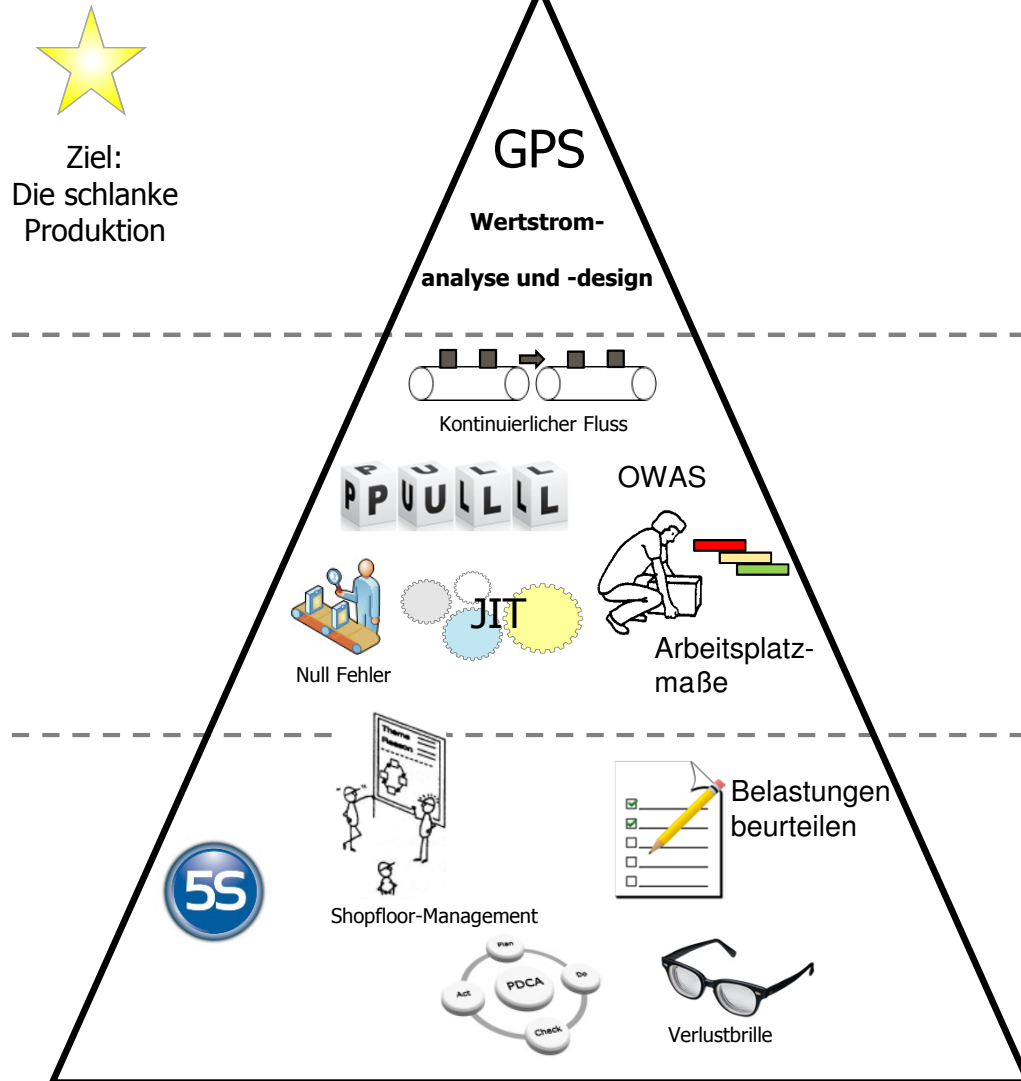 Ziel:
Die schlanke
Produktion
GPS
Wertstrom-
analyse und -design
Kontinuierlicher Fluss
P P U U L L L L
P P U U L L L L
OWAS
JIT
Null Fehler
Arbeitsplatz-
maße
Theme
Reason
Belastungen
beurteilen
5S
Shopfloor-Management
Plan
Act
PDCA
Do
Check
Verlustbrille